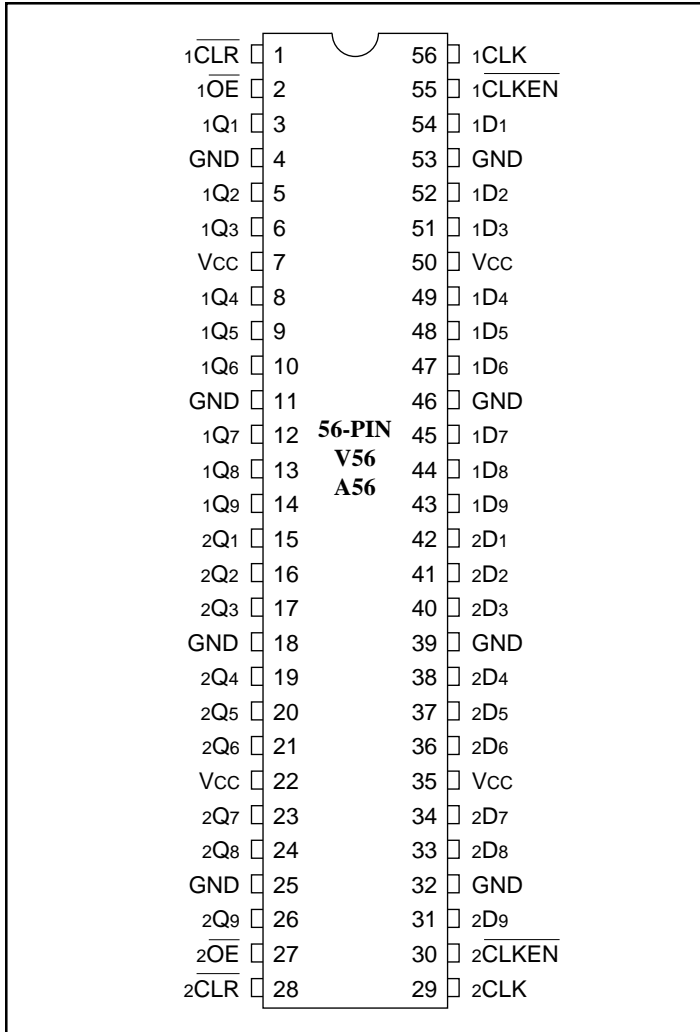 1CLR 1 56 1CLK
1OE 2 55 1CLKEN
1Q1 3 54 1D1
GND 4 53 GND
1Q2 5 52 1D2
1Q3 6 51 1D3
VCC 7 50 VCC
1Q4 8 49 1D4
1Q5 9 48 1D5
1Q6 10 47 1D6
GND 11 46 GND
1Q7 12 56-PIN 45 1D7
V56
1Q8 13 44 1D8
A56
1Q9 14 43 1D9
2Q1 15 42 2D1
2Q2 16 41 2D2
2Q3 17 40 2D3
GND 18 39 GND
2Q4 19 38 2D4
2Q5 20 37 2D5
2Q6 21 36 2D6
VCC 22 35 VCC
2Q7 23 34 2D7
2Q8 24 33 2D8
GND 25 32 GND
2Q9 26 31 2D9
2OE 27 30 2CLKEN
2CLR 28 29 2CLK